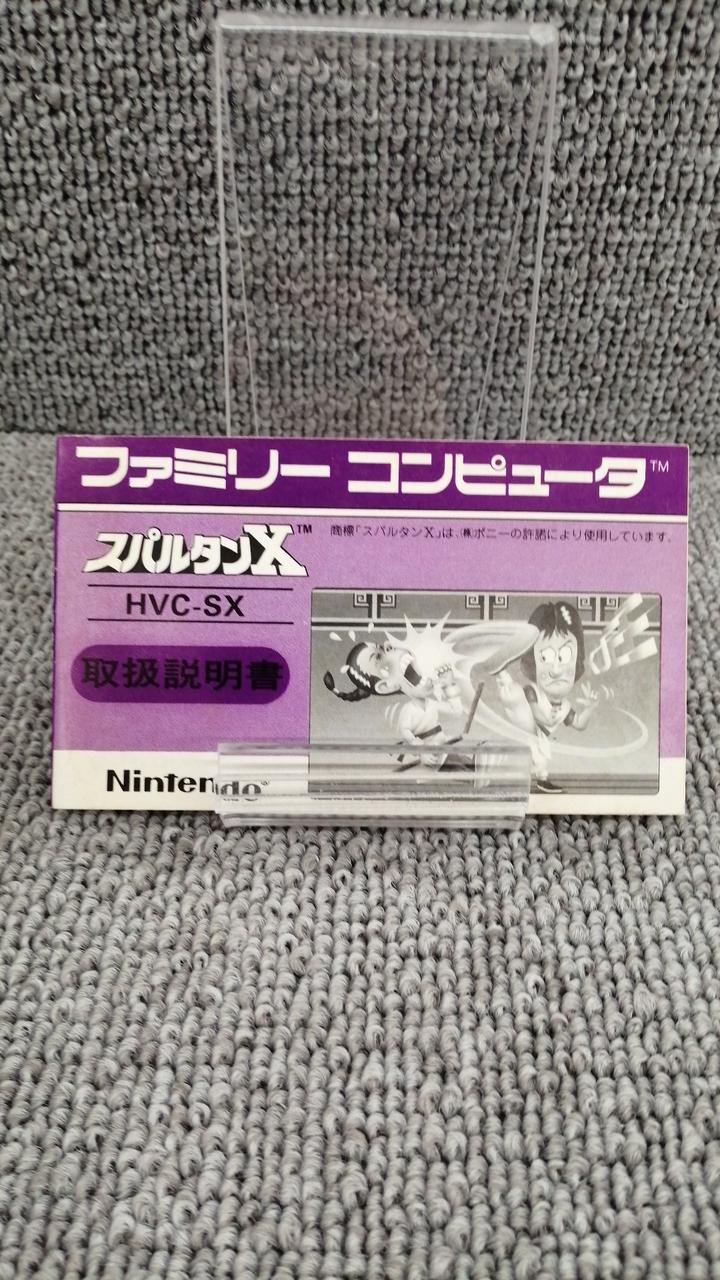 ファミリー コンピュータ™
スパルタンX™
商標「スパルタンX」は、㈱ポニーの許諾により使用しています。
HVC-SX
取扱説明書
Nintendo®